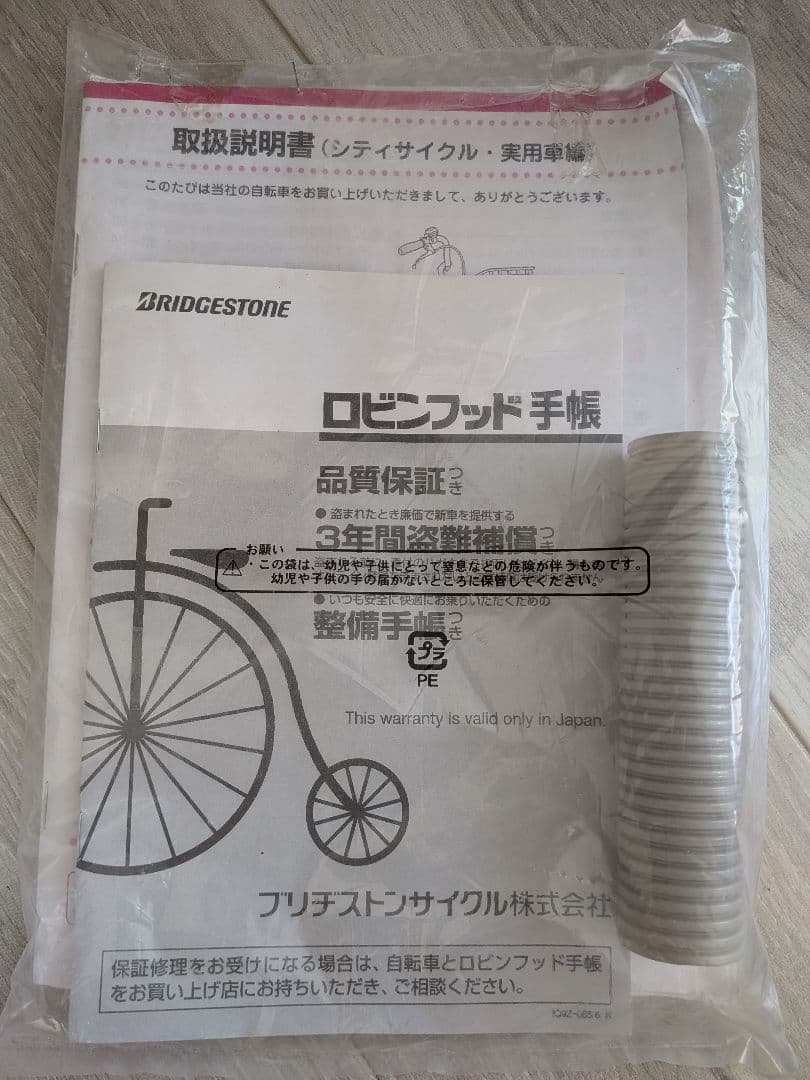 取扱説明書(シティサイクル・実用車編)
このたびは当社の自転車をお買い上げいただきまして、ありがとうございます。
BRIDGESTONE
ロビンフッド手帳
品質保証つき
● 盗まれたとき廉価で新車を提供する
3年間盗難補償つき
お願い
・この袋は、幼児や子供にとって窒息などの危険が伴うものです。
幼児や子供の手の届かないところに保管してください。
● いつも安全に快適にお乗りいただくための
整備手帳つき
プラ
PE
This warranty is valid only in Japan.
ブリヂストンサイクル株式会社
保証修理をお受けになる場合は、自転車とロビンフッド手帳
をお買い上げ店にお持ちいただき、ご相談ください。